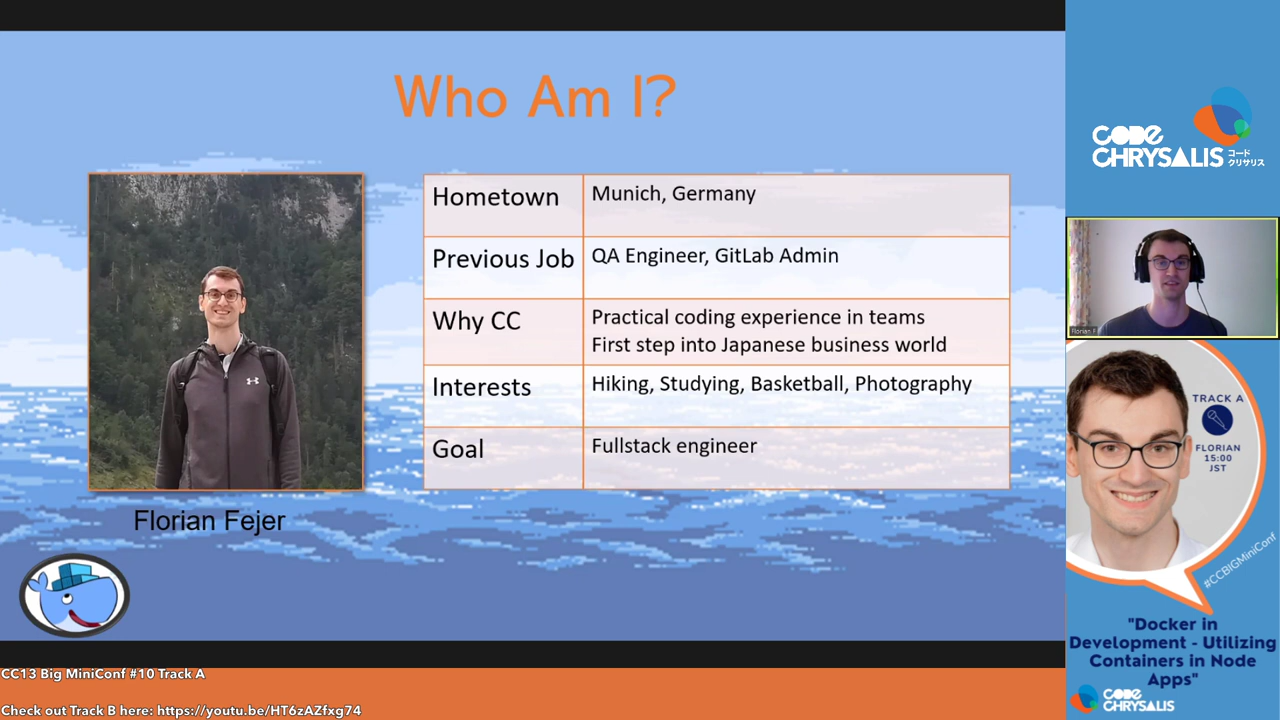 Who Am I?
Hometown
Munich, Germany
Previous Job
QA Engineer, GitLab Admin
Why CC
Practical coding experience in teams
First step into Japanese business world
Interests
Hiking, Studying, Basketball, Photography
Goal
Fullstack engineer
Florian Fejer
CC13 Big MiniConf #10 Track A
Check out Track B here: https://youtu.be/HT6zAZfxg74
CODE
CHRYSALIS
コード
クリサリス
Florian F
TRACK A
FLORIAN
15:00
JST
#CCBIGMiniConf
"Docker in
Development - Utilizing
Containers in Node
Apps"
CODE
CHRYSALIS